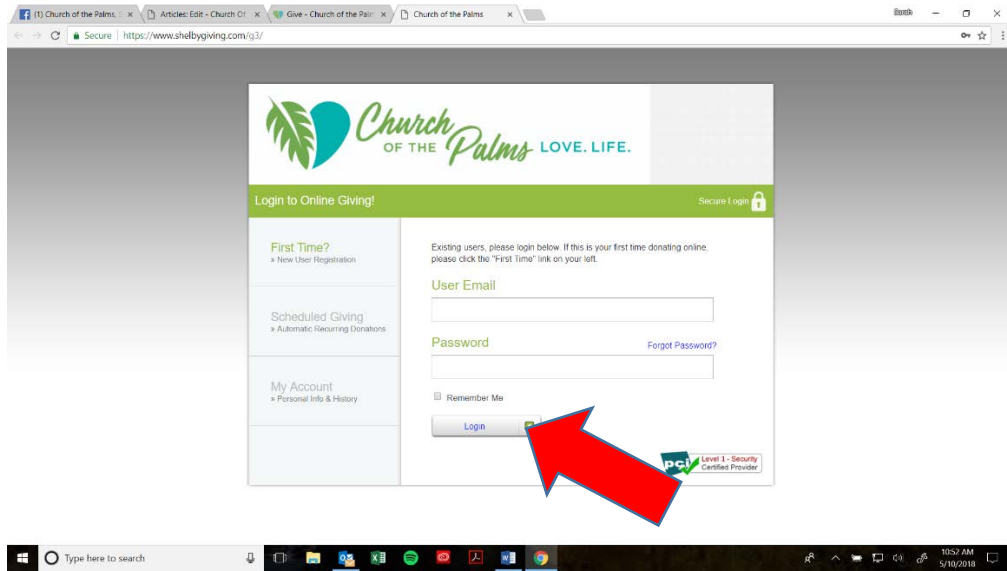 (1) Church of the Palms,
Articles: Edit - Church Of
Give - Church of the Palm
Church of the Palms
Secure
https://www.shelbygiving.com/g3/
Church
OF THE Palms LOVE. LIFE.
Login to Online Giving!
Secure Login
First Time?
» New User Registration
Existing users, please login below. If this is your first time donating online,
please click the "First Time" link on your left.
User Email
Scheduled Giving
» Automatic Recurring Donations
Password
Forgot Password?
My Account
» Personal Info & History
Remember Me
Login
pci
Level 1 - Security
Certified Provider
Type here to search
10:52 AM
5/10/2018